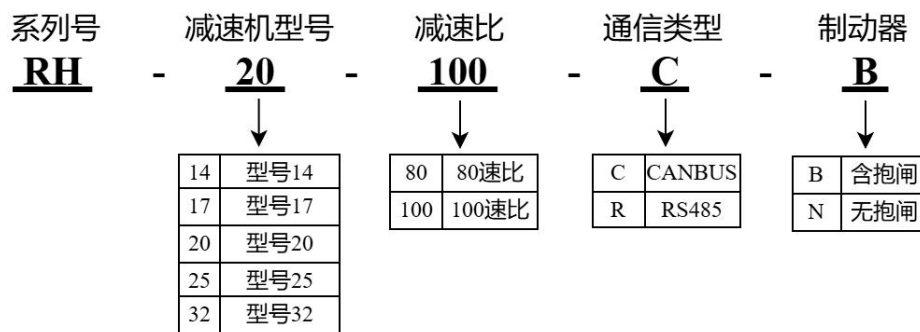 系列号 减速机型号 减速比 通信类型 制动器
RH - 20 - 100 - C - B
14 型号14 80 80速比 C CANBUS B 含抱闸
17 型号17 100 100速比 R RS485 N 无抱闸
20 型号20
25 型号25
32 型号32